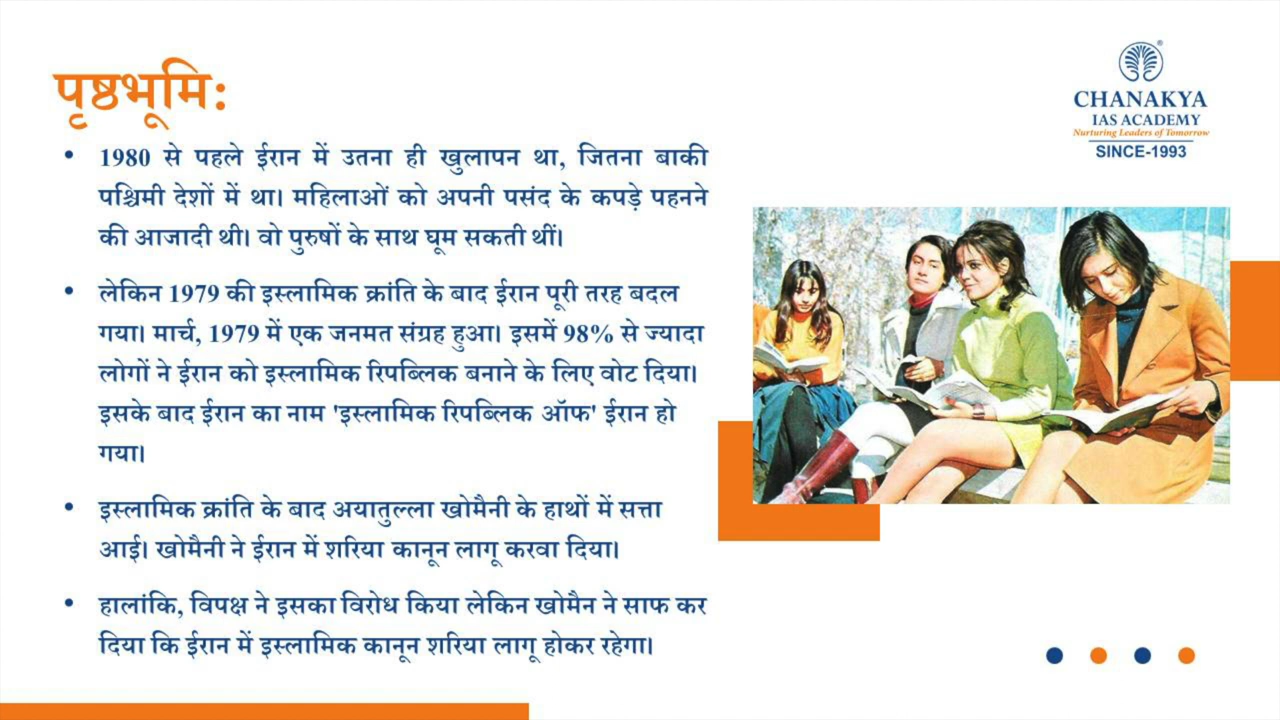 पृष्ठभूमि:
CHANAKYA
IAS ACADEMY
Nurturing Leaders of Tomorrow
SINCE-1993
• 1980 से पहले ईरान में उतना ही खुलापन था, जितना बाकी
पश्चिमी देशों में था। महिलाओं को अपनी पसंद के कपड़े पहनने
की आजादी थी। वो पुरुषों के साथ घूम सकती थीं।
• लेकिन 1979 की इस्लामिक क्रांति के बाद ईरान पूरी तरह बदल
गया। मार्च, 1979 में एक जनमत संग्रह हुआ। इसमें 98% से ज्यादा
लोगों ने ईरान को इस्लामिक रिपब्लिक बनाने के लिए वोट दिया।
इसके बाद ईरान का नाम 'इस्लामिक रिपब्लिक ऑफ' ईरान हो
गया।
• इस्लामिक क्रांति के बाद अयातुल्ला खोमैनी के हाथों में सत्ता
आई। खोमैनी ने ईरान में शरिया कानून लागू करवा दिया।
• हालांकि, विपक्ष ने इसका विरोध किया लेकिन खोमैन ने साफ कर
दिया कि ईरान में इस्लामिक कानून शरिया लागू होकर रहेगा।